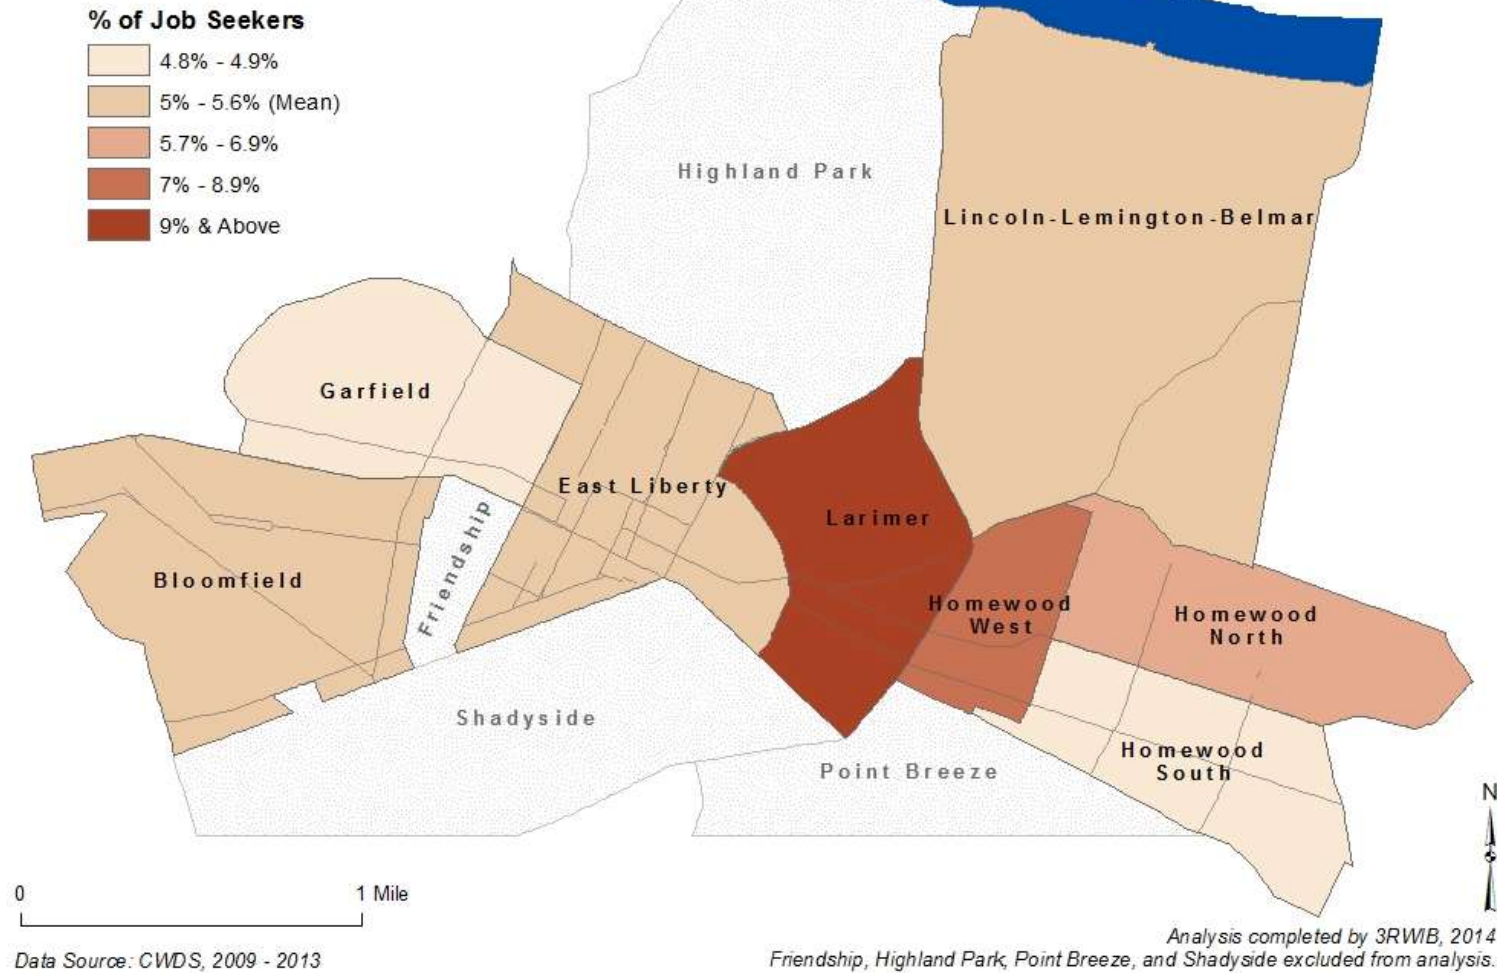 % of Job Seekers
4.8% - 4.9%
5% - 5.6% (Mean)
5.7% - 6.9%
7% - 8.9%
9% & Above
Highland Park
Lincoln-Lemington-Belmar
Garfield
East Liberty
Larimer
Friendship
Bloomfield
Homewood
West
Homewood
North
Shadyside
Point Breeze
Homewood
South
N
0 1 Mile
Analysis completed by 3RWIB, 2014
Data Source: CWDS, 2009 - 2013
Friendship, Highland Park, Point Breeze, and Shadyside excluded from analysis.